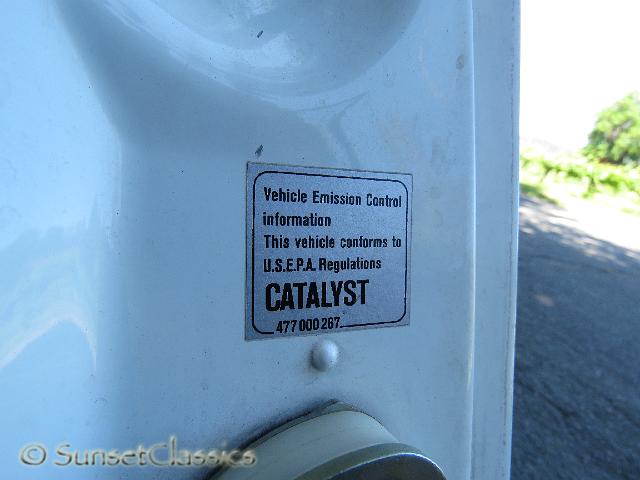 Vehicle Emission Control
information
This vehicle conforms to
U.S.E.P.A. Regulations
CATALYST
477 000 267
© SunsetClassics